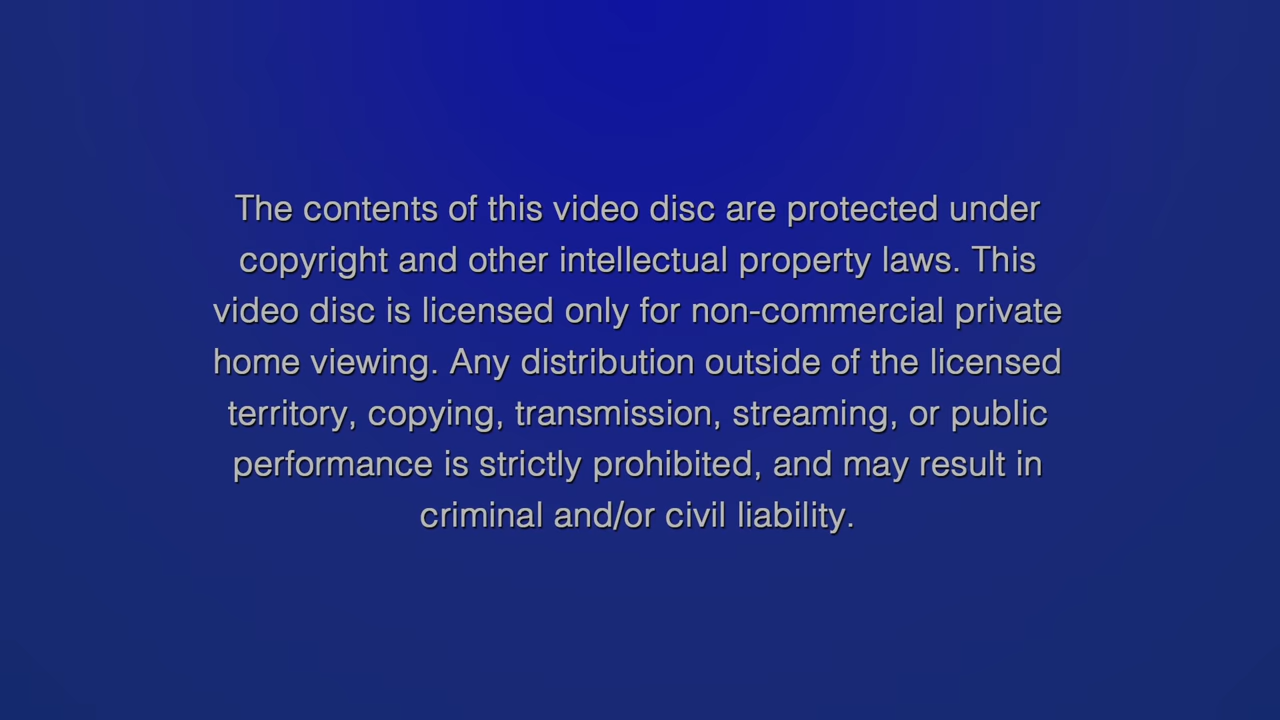 The contents of this video disc are protected under
copyright and other intellectual property laws. This
video disc is licensed only for non-commercial private
home viewing. Any distribution outside of the licensed
territory, copying, transmission, streaming, or public
performance is strictly prohibited, and may result in
criminal and/or civil liability.